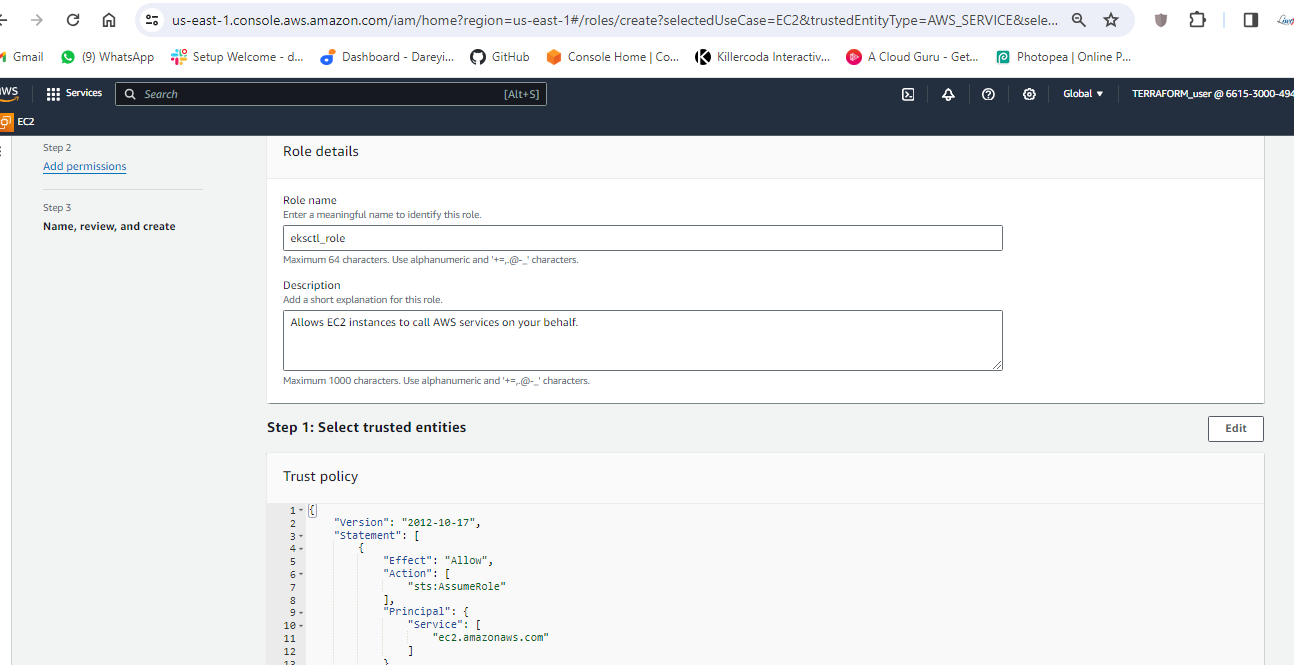 us-east-1.console.aws.amazon.com/iam/home?region=us-east-1#/roles/create?selectedUseCase=EC2&trustedEntityType=AWS_SERVICE&sele...
Gmail (9) WhatsApp Setup Welcome - d... Dashboard - Dareyi... GitHub Console Home | Co... Killercoda Interactiv... A Cloud Guru - Get... Photopea | Online P...
Services Search [Alt+S] Global TERRAFORM_user @ 6615-3000-494
EC2
Step 2
Add permissions
Step 3
Name, review, and create
Role details
Role name
Enter a meaningful name to identify this role.
eksctl_role
Maximum 64 characters. Use alphanumeric and '+=,.@-_' characters.
Description
Add a short explanation for this role.
Allows EC2 instances to call AWS services on your behalf.
Maximum 1000 characters. Use alphanumeric and '+=,.@-_' characters.
Step 1: Select trusted entities
Edit
Trust policy
1 {
2 "Version": "2012-10-17",
3 "Statement": [
4 {
5 "Effect": "Allow",
6 "Action": [
7 "sts:AssumeRole"
8 ],
9 "Principal": {
10 "Service": [
11 "ec2.amazonaws.com"
12 ]
13 }